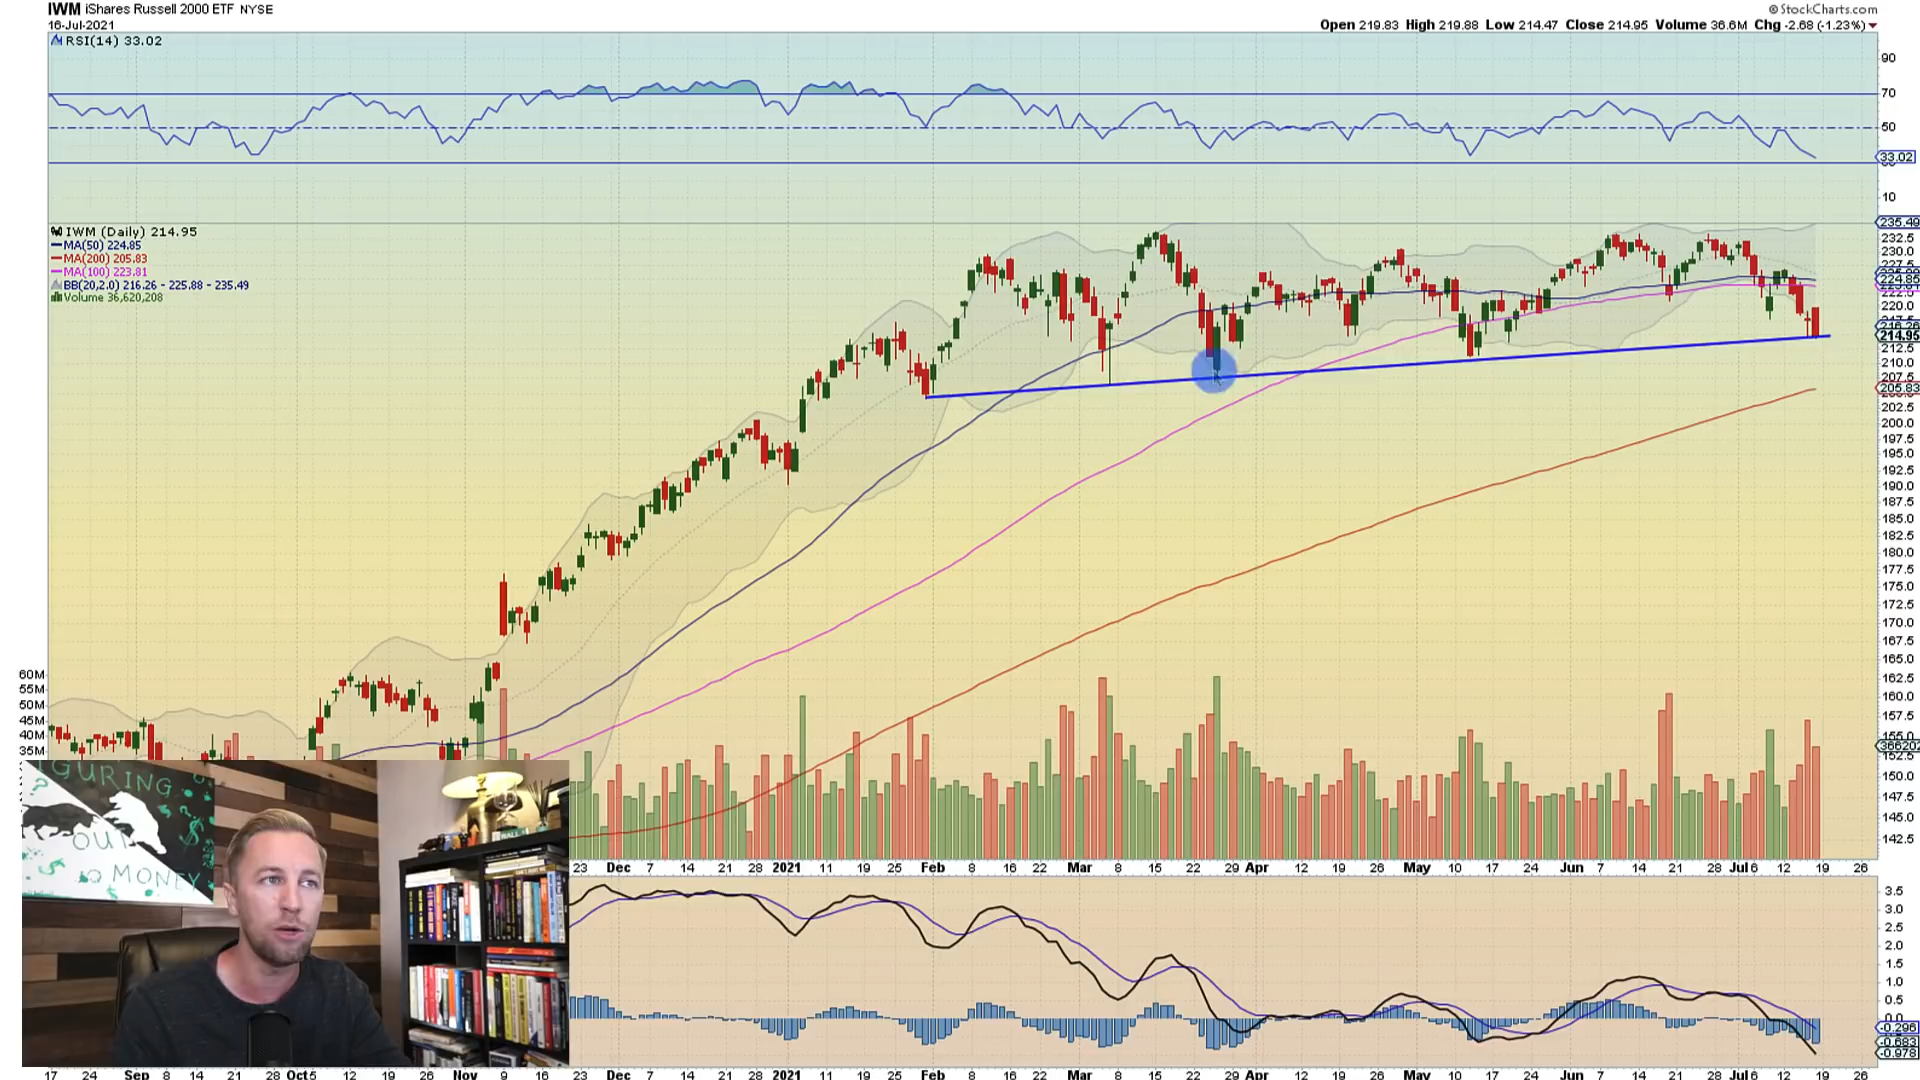 IWM iShares Russell 2000 ETF NYSE
© StockCharts.com
16-Jul-2021
Open 219.83 High 219.88 Low 214.47 Close 214.95 Volume 36.6M Chg -2.68 (-1.23%)
RSI(14) 33.02
90
70
50
33.02
10
IWM (Daily) 214.95
MA(50) 224.85
MA(200) 205.83
MA(100) 223.81
BB(20,2.0) 216.26 - 225.88 - 235.49
Volume 36,620,208
235.49
232.5
230.0
227.5
224.85
222.5
220.0
216.26
214.95
212.5
210.0
207.5
205.83
202.5
200.0
197.5
195.0
192.5
190.0
187.5
185.0
182.5
180.0
177.5
175.0
172.5
170.0
167.5
165.0
162.5
160.0
157.5
155.0
366202
152.5
150.0
147.5
145.0
142.5
60M
55M
50M
45M
40M
35M
IGURING
OU
MONEY
23 Dec 7 14 21 28 2021 11 19 25 Feb 8 16 22 Mar 8 15 22 29 Apr 12 19 26 May 10 17 24 Jun 7 14 21 28 Jul 6 12 19 26
3.5
3.0
2.5
2.0
1.5
1.0
0.5
0.0
-0.296
-0.683
-0.978
17 24 Sep 8 14 21 28 Oct 5 12 19 26 Nov 9 16 23 Dec 7 14 21 28 2021 11 19 25 Feb 8 16 22 Mar 8 15 22 29 Apr 12 19 26 May 10 17 24 Jun 7 14 21 28 Jul 6 12 19 26